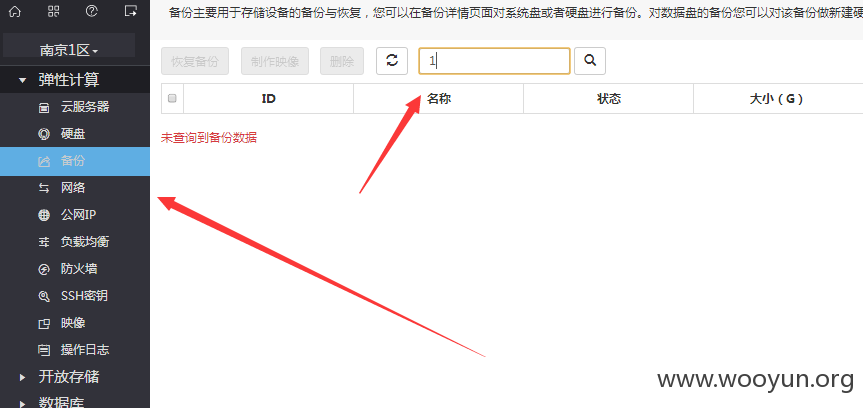 备份主要用于存储设备的备份与恢复，您可以在备份详情页面对系统盘或者硬盘进行备份。对数据盘的备份您可以对该备份做新建硬
南京1区
弹性计算
云服务器
硬盘
备份
网络
公网IP
负载均衡
防火墙
SSH密钥
映像
操作日志
开放存储
数据库
恢复备份 制作映像 删除 1
ID 名称 状态 大小（G）
未查询到备份数据
www.wooyun.org